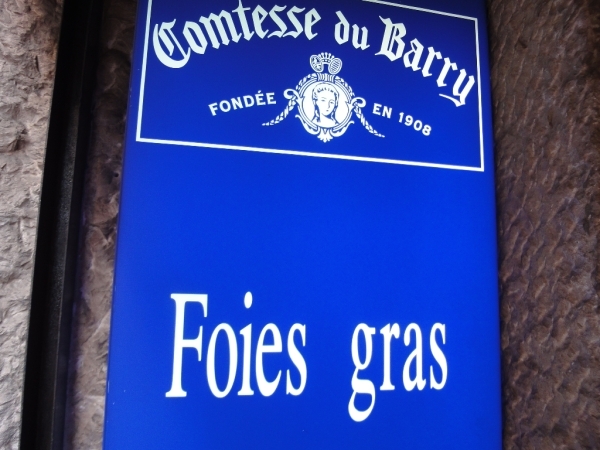 Comtesse du Barry
FONDÉE EN 1908
Foies gras